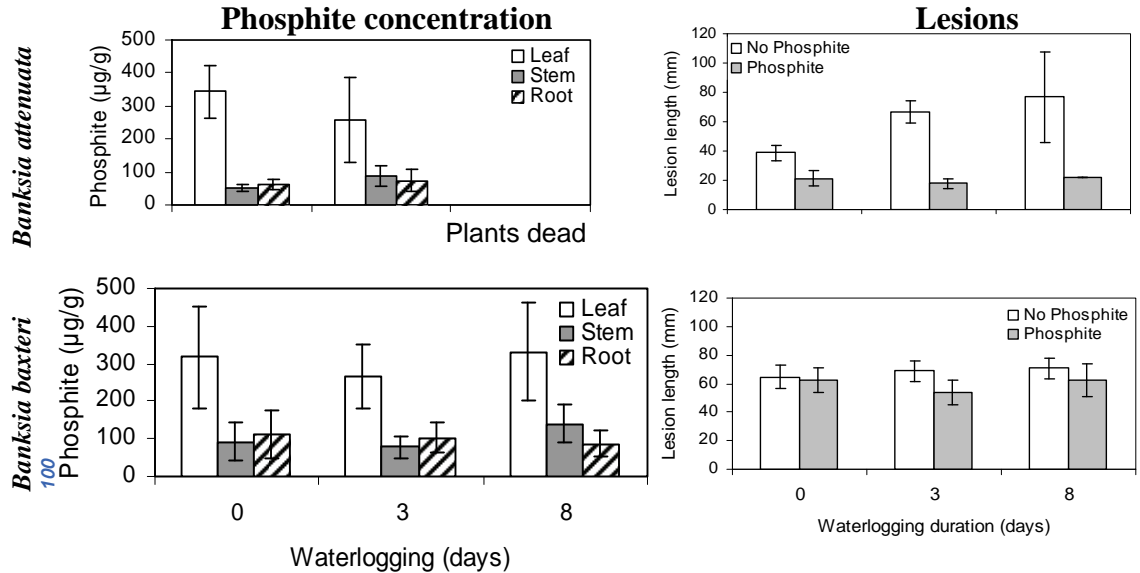 Phosphite concentration
Lesions
Banksia attenuata
Phosphite (µg/g)
500
400
300
200
100
0
Leaf
Stem
Root
Plants dead
Lesion length (mm)
120
100
80
60
40
20
0
No Phosphite
Phosphite
Banksia baxteri
100
Phosphite (µg/g)
500
400
300
200
100
0
Leaf
Stem
Root
0 3 8
Waterlogging (days)
Lesion length (mm)
120
100
80
60
40
20
0
No Phosphite
Phosphite
0 3 8
Waterlogging duration (days)